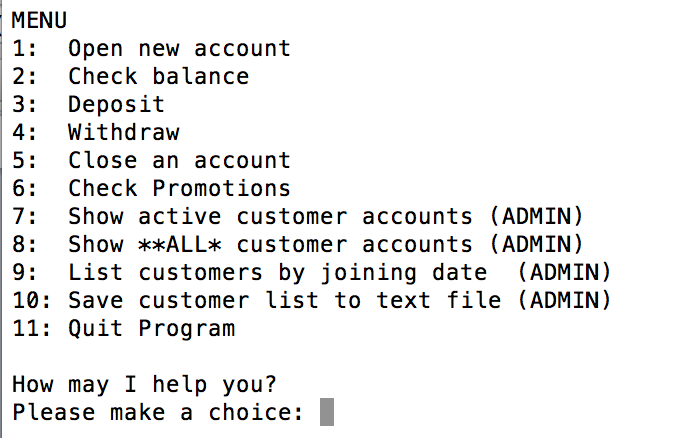 MENU
1:  Open new account
2:  Check balance
3:  Deposit
4:  Withdraw
5:  Close an account
6:  Check Promotions
7:  Show active customer accounts (ADMIN)
8:  Show **ALL* customer accounts (ADMIN)
9:  List customers by joining date  (ADMIN)
10: Save customer list to text file (ADMIN)
11: Quit Program
How may I help you?
Please make a choice: